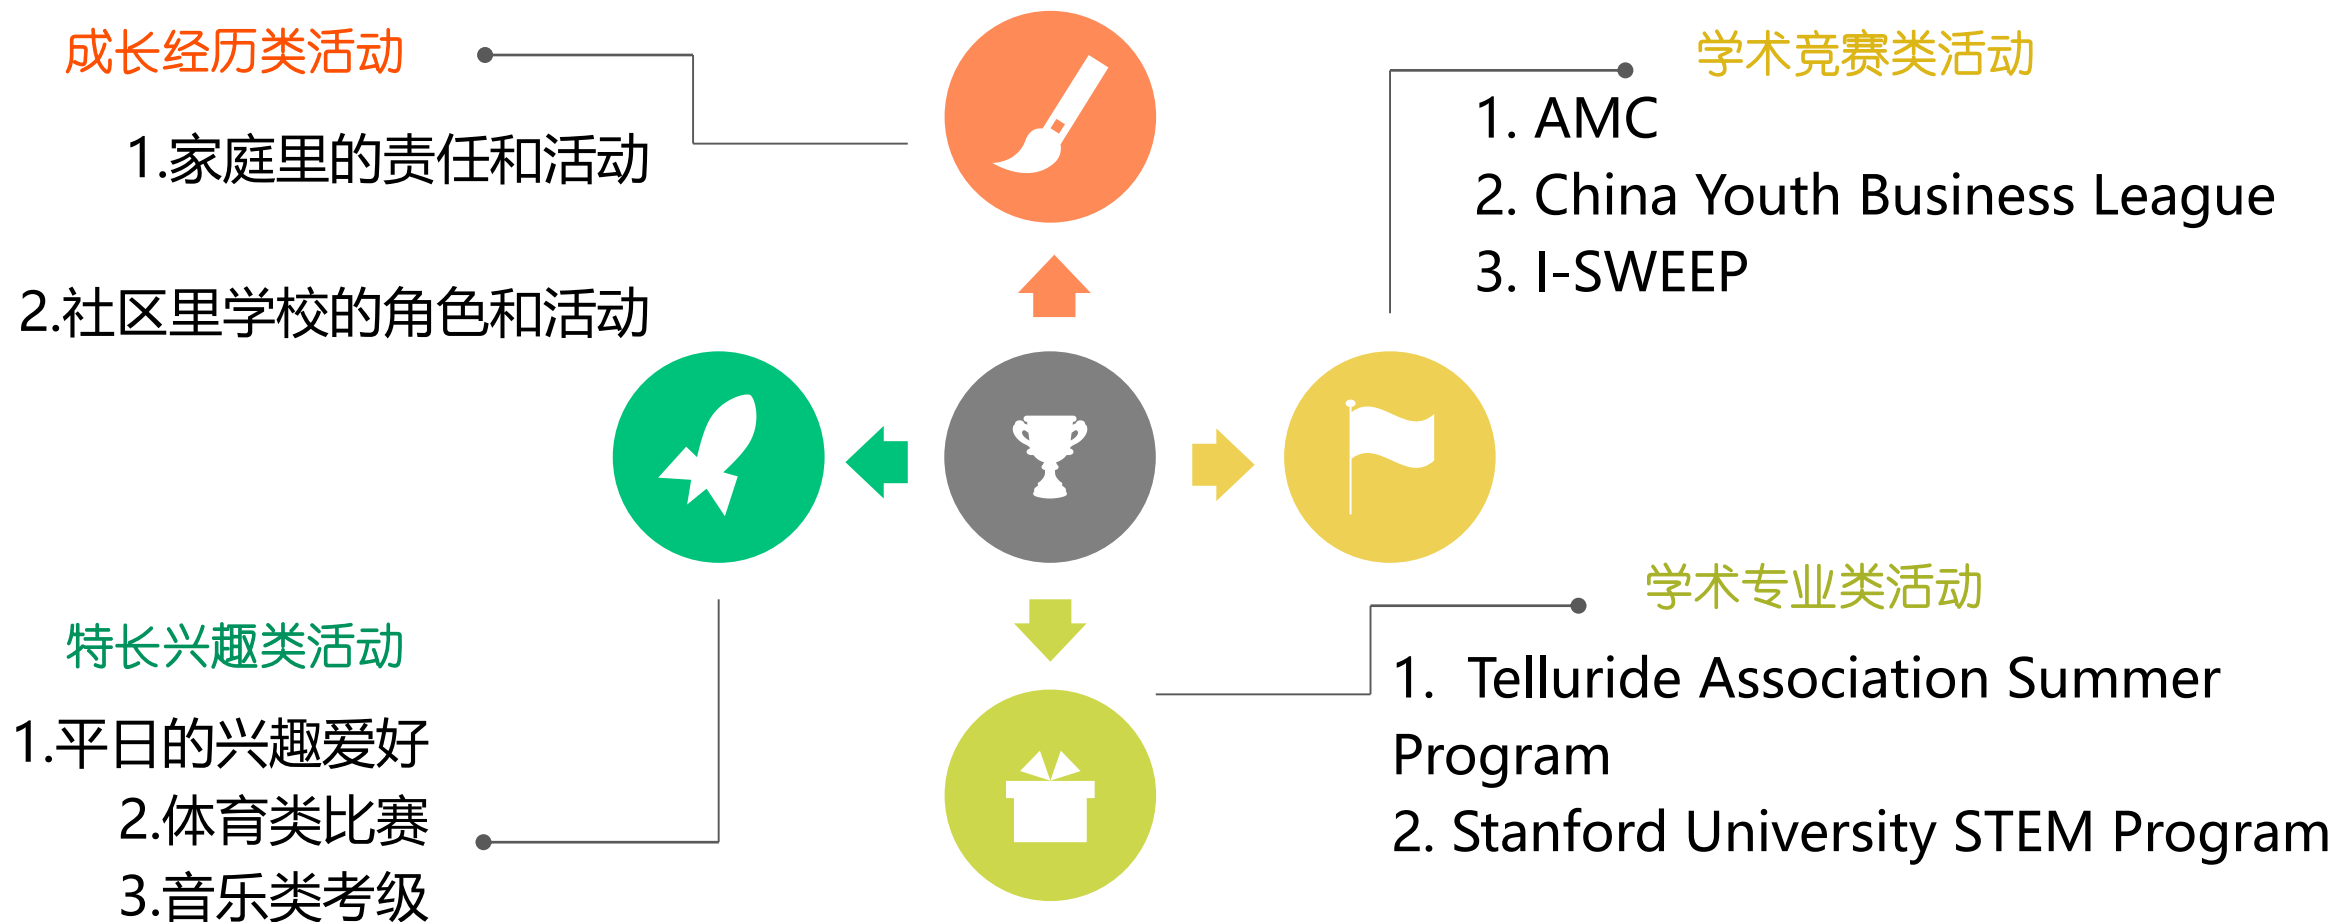 成长经历类活动
1.家庭里的责任和活动
2.社区里学校的角色和活动
学术竞赛类活动
1. AMC
2. China Youth Business League
3. I-SWEEP
特长兴趣类活动
1.平日的兴趣爱好
2.体育类比赛
3.音乐类考级
学术专业类活动
1. Telluride Association Summer
Program
2. Stanford University STEM Program